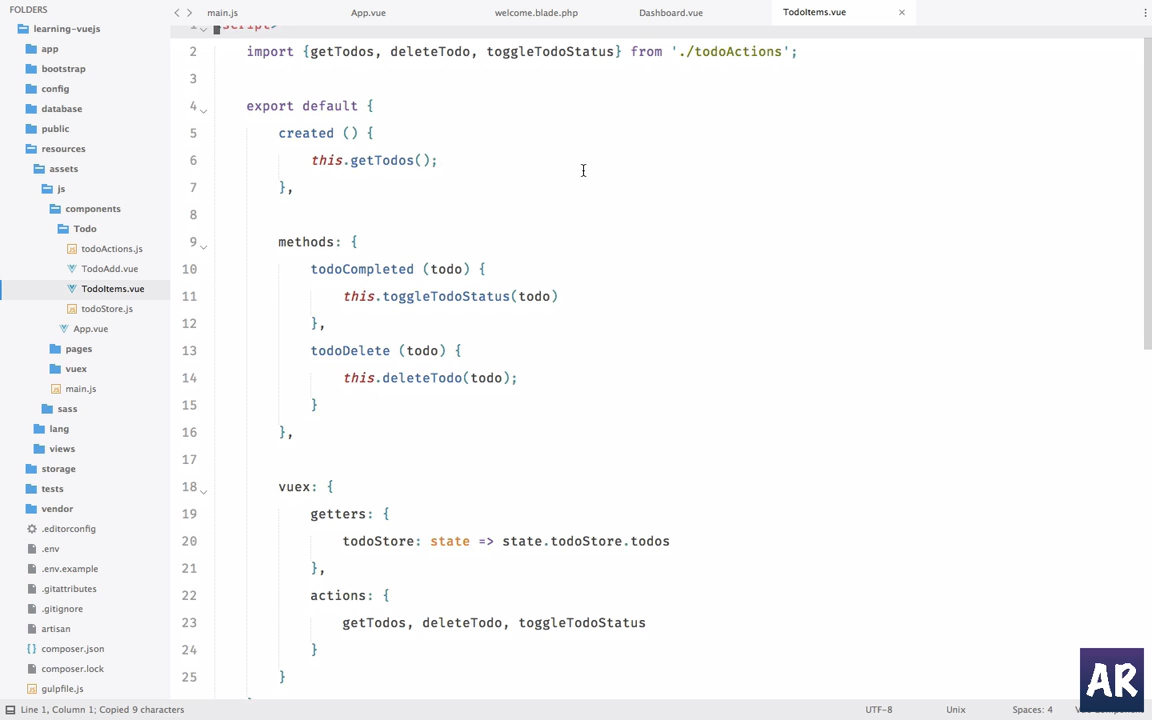 FOLDERS
learning-vuejs
app
bootstrap
config
database
public
resources
assets
js
components
Todo
todoActions.js
TodoAdd.vue
TodoItems.vue
todoStore.js
App.vue
pages
vuex
main.js
sass
lang
views
storage
tests
vendor
.editorconfig
.env
.env.example
.gitattributes
.gitignore
artisan
composer.json
composer.lock
gulpfile.js
main.js App.vue welcome.blade.php Dashboard.vue TodoItems.vue ×
2 import {getTodos, deleteTodo, toggleTodoStatus} from './todoActions';
3
4 export default {
5 created () {
6 this.getTodos();
7 },
8
9 methods: {
10 todoCompleted (todo) {
11 this.toggleTodoStatus(todo)
12 },
13 todoDelete (todo) {
14 this.deleteTodo(todo);
15 }
16 },
17
18 vuex: {
19 getters: {
20 todoStore: state => state.todoStore.todos
21 },
22 actions: {
23 getTodos, deleteTodo, toggleTodoStatus
24 }
25 }
AR
Line 1, Column 1; Copied 9 characters UTF-8 Unix Spaces: 4